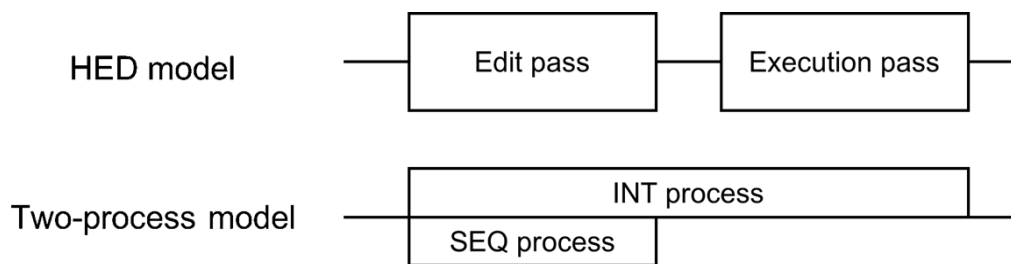 HED model
Edit pass
Execution pass
Two-process model
INT process
SEQ process